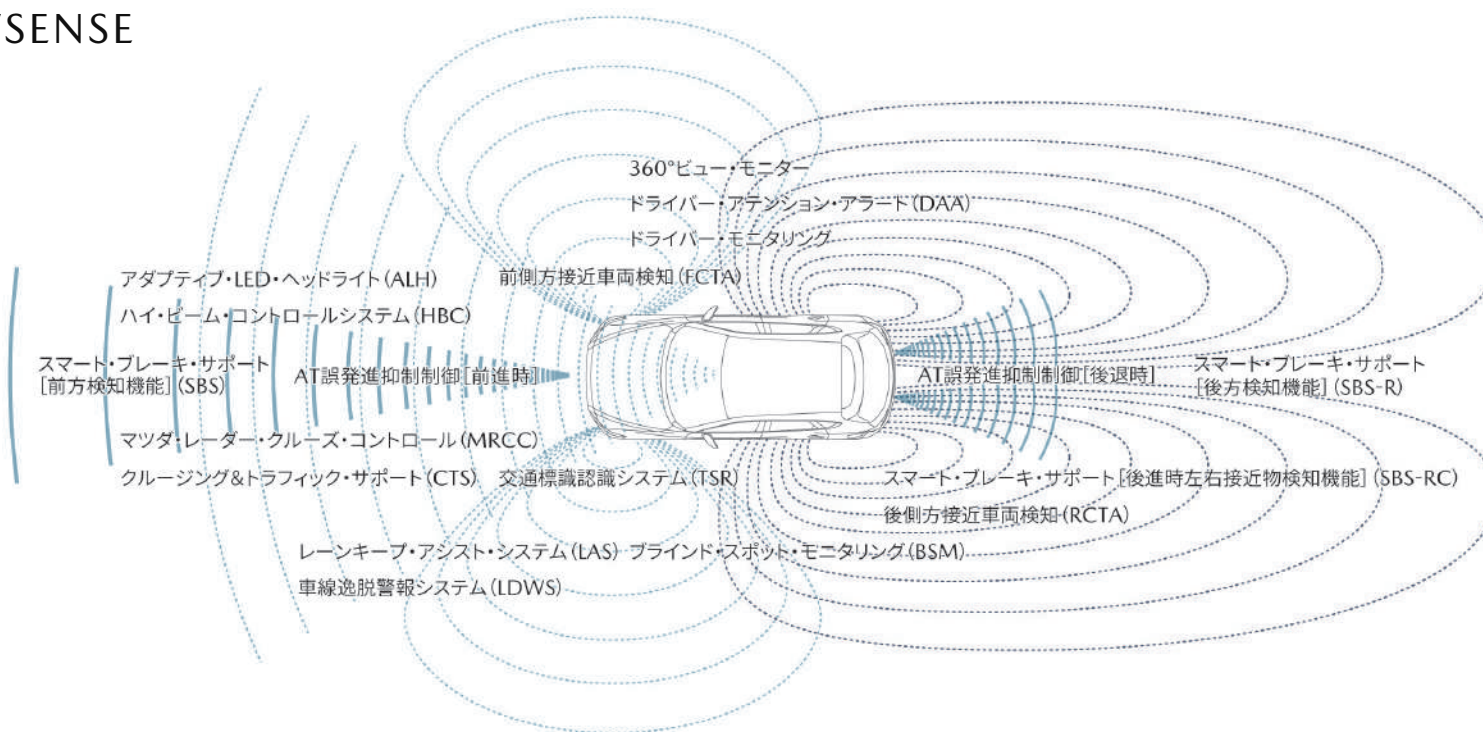 SENSE
360°ビュー・モニター
ドライバー・アテンション・アラート(DAA)
ドライバー・モニタリング
アダプティブ・LED・ヘッドライト(ALH)
前側方接近車両検知(FCTA)
ハイ・ビーム・コントロールシステム(HBC)
スマート・ブレーキ・サポート
[前方検知機能](SBS)
AT誤発進抑制制御[前進時]
AT誤発進抑制制御[後退時]
スマート・ブレーキ・サポート
[後方検知機能](SBS-R)
マツダ・レーダー・クルーズ・コントロール(MRCC)
クルージング&トラフィック・サポート(CTS)
交通標識認識システム(TSR)
スマート・ブレーキ・サポート[後進時左右接近物検知機能](SBS-RC)
後側方接近車両検知(RCTA)
レーンキープ・アシスト・システム(LAS)
ブラインド・スポット・モニタリング(BSM)
車線逸脱警報システム(LDWS)